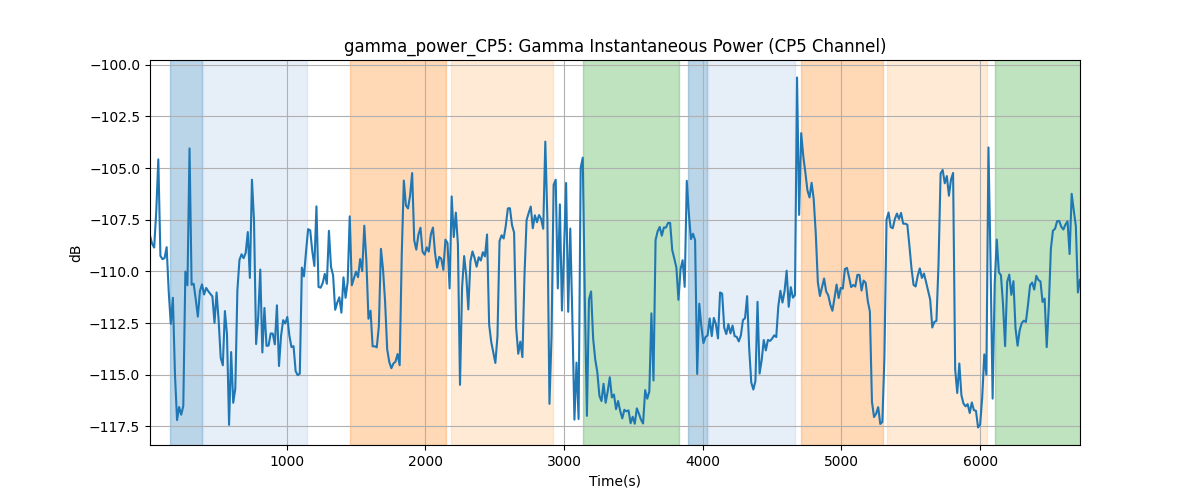 gamma_power_CP5: Gamma Instantaneous Power (CP5 Channel)
−100.0
−102.5
−105.0
−107.5
−110.0
−112.5
−115.0
−117.5
dB
1000 2000 3000 4000 5000 6000
Time(s)